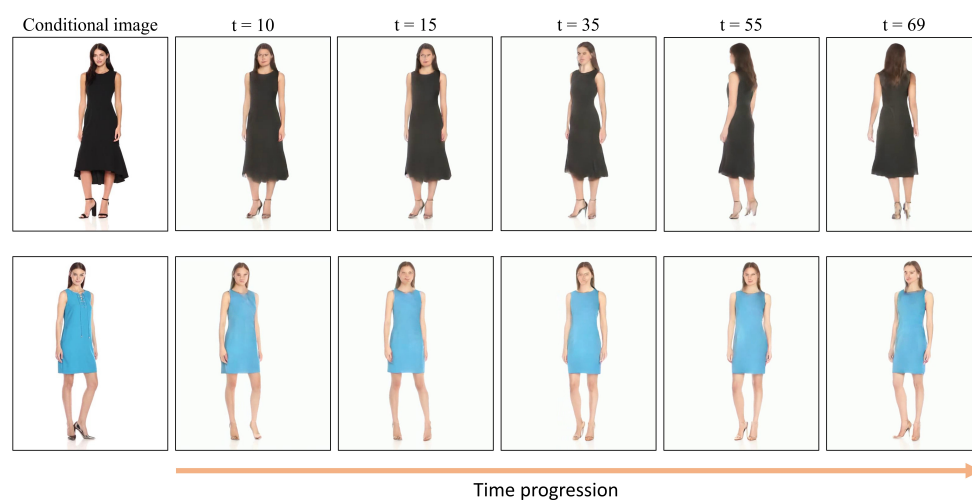 Conditional image t = 10 t = 15 t = 35 t = 55 t = 69
Time progression